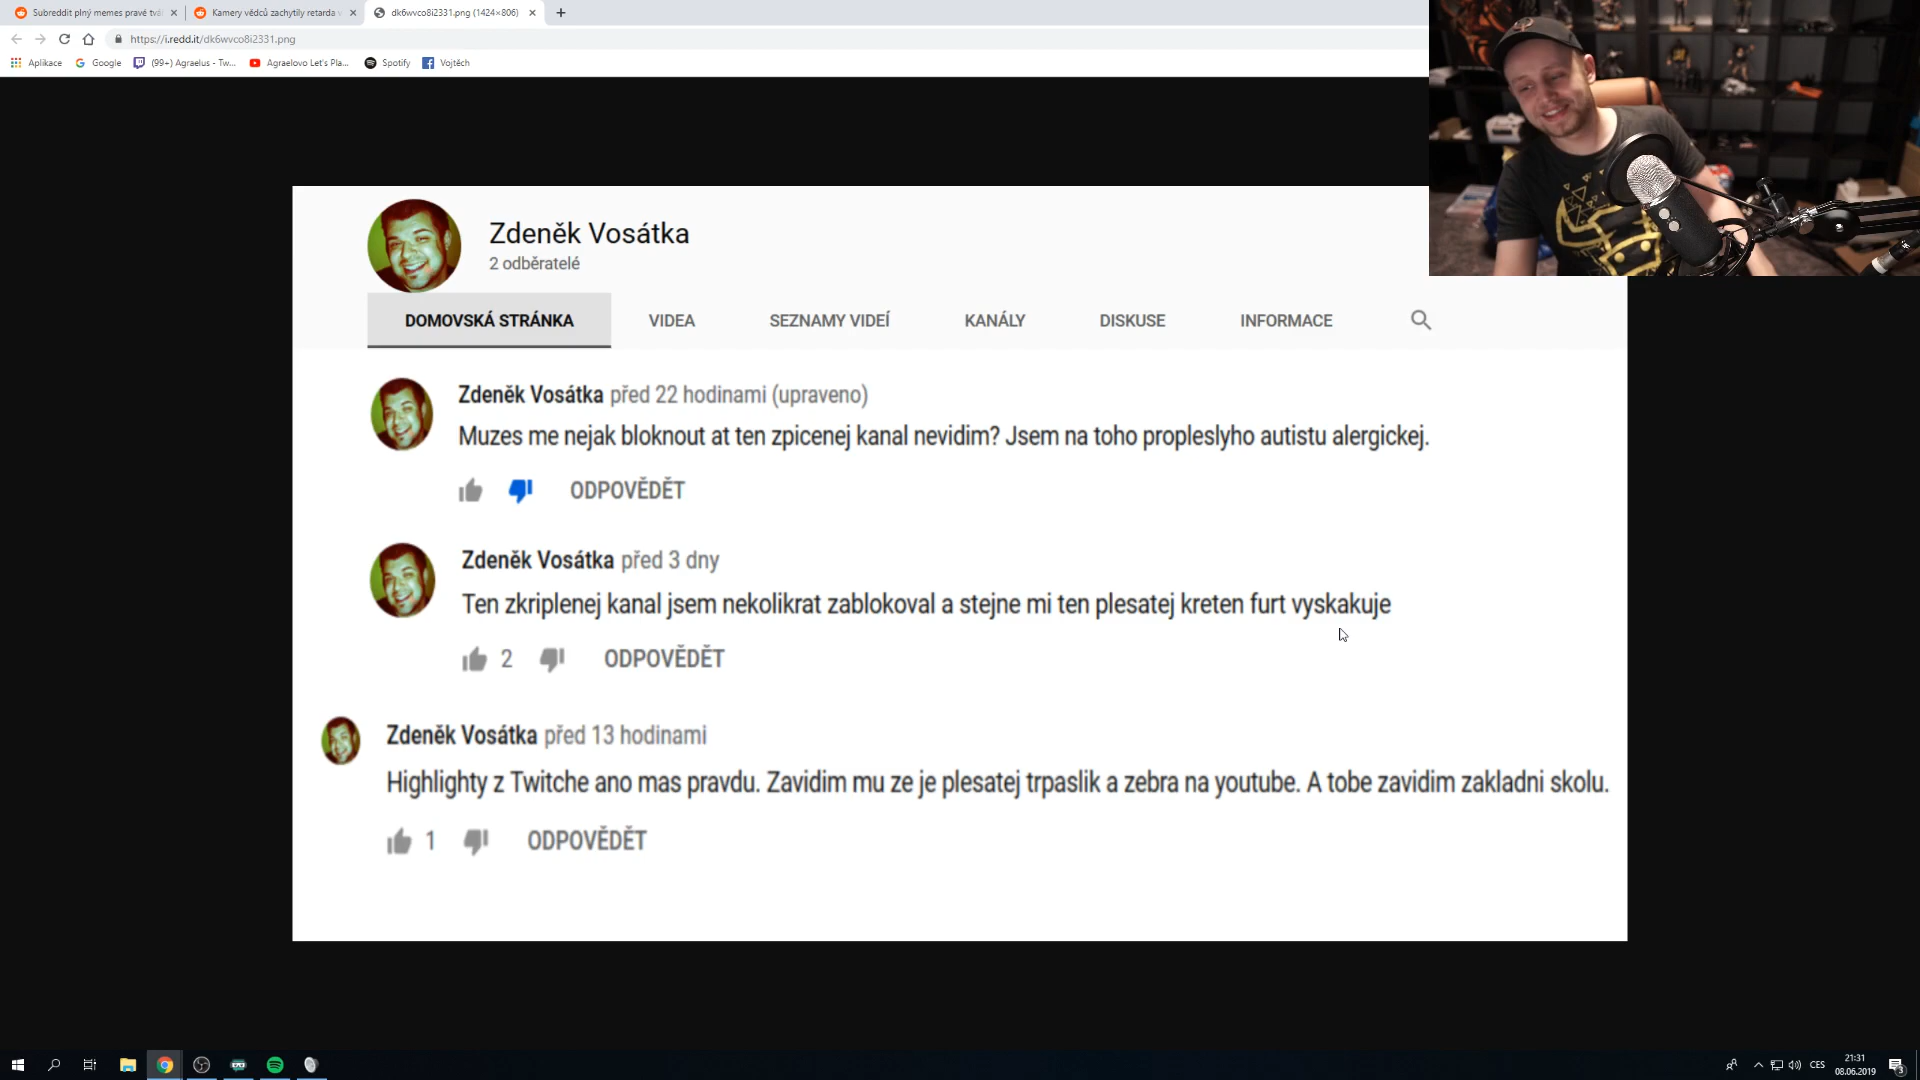 Subreddit plný memes pravé tvá
Kamery vědců zachytily retarda v
dk6wvco8i2331.png (1424×806)
https://i.redd.it/dk6wvco8i2331.png
Aplikace
Google
(99+) Agraelus - Tw...
Agraelovo Let's Pla...
Spotify
Vojtěch
Zdeněk Vosátka
2 odběratelé
DOMOVSKÁ STRÁNKA
VIDEA
SEZNAMY VIDEÍ
KANÁLY
DISKUSE
INFORMACE
Zdeněk Vosátka před 22 hodinami (upraveno)
Muzes me nejak bloknout at ten zpicenej kanal nevidim? Jsem na toho propleslyho autistu alergickej.
ODPOVĚDĚT
Zdeněk Vosátka před 3 dny
Ten zkriplenej kanal jsem nekolikrat zablokoval a stejne mi ten plesatej kreten furt vyskakuje
2 ODPOVĚDĚT
Zdeněk Vosátka před 13 hodinami
Highlighty z Twitche ano mas pravdu. Zavidim mu ze je plesatej trpaslik a zebra na youtube. A tobe zavidim zakladni skolu.
1 ODPOVĚDĚT
CES
21:31
08.06.2019
3